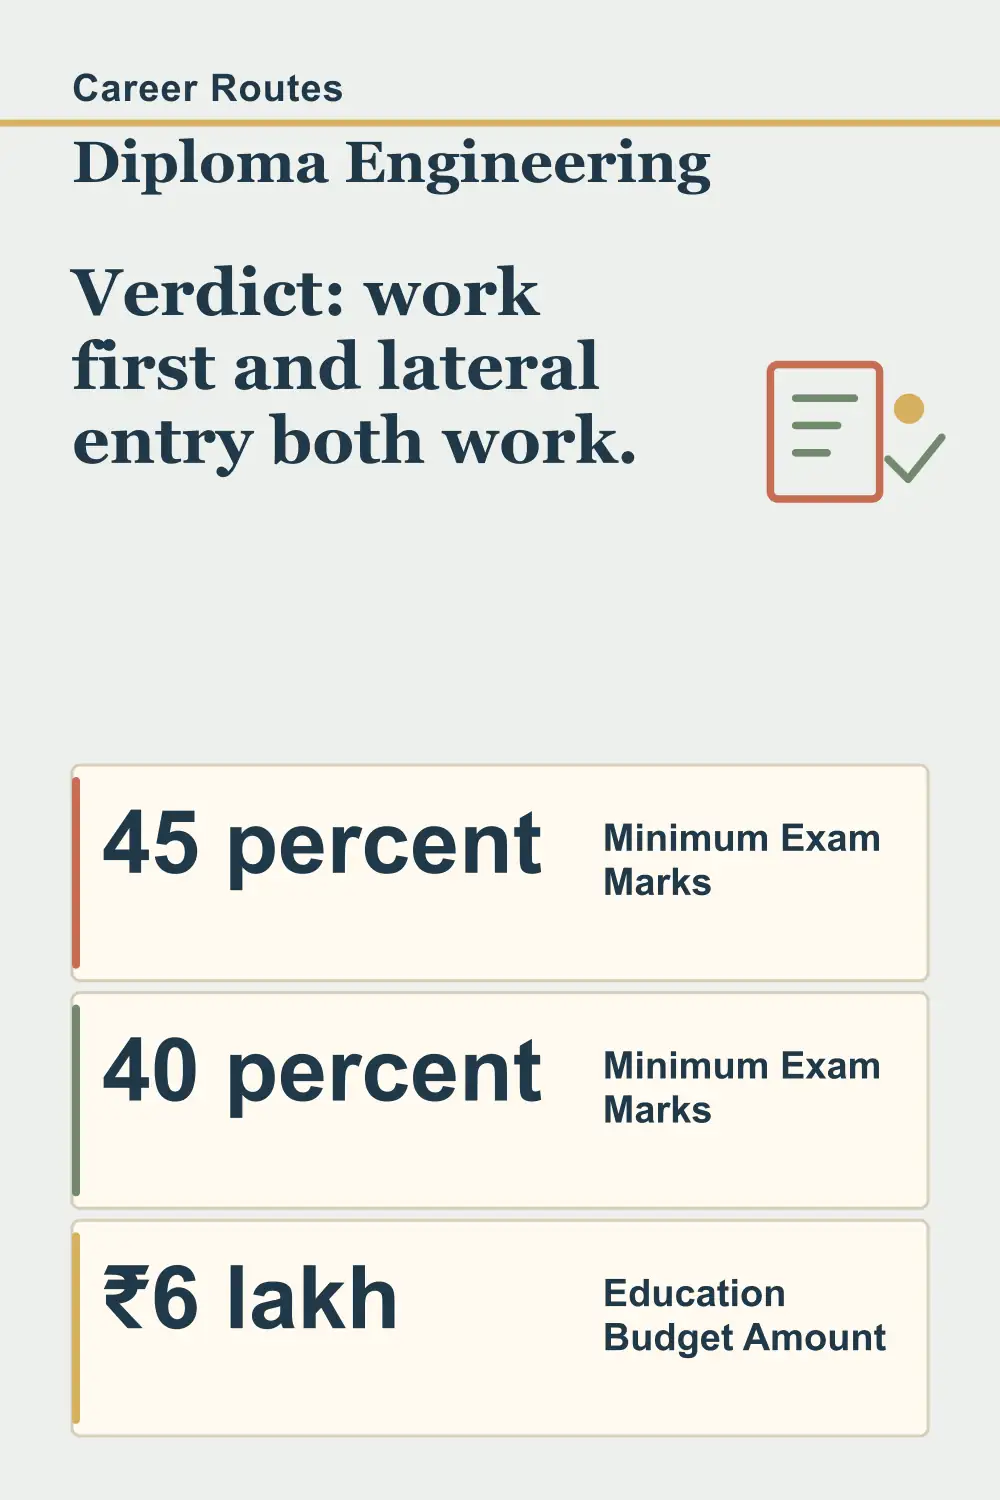 Career Routes
Diploma Engineering
Verdict: work
first and lateral
entry both work.
45 percent
Minimum Exam
Marks
40 percent
Minimum Exam
Marks
₹6 lakh
Education
Budget Amount